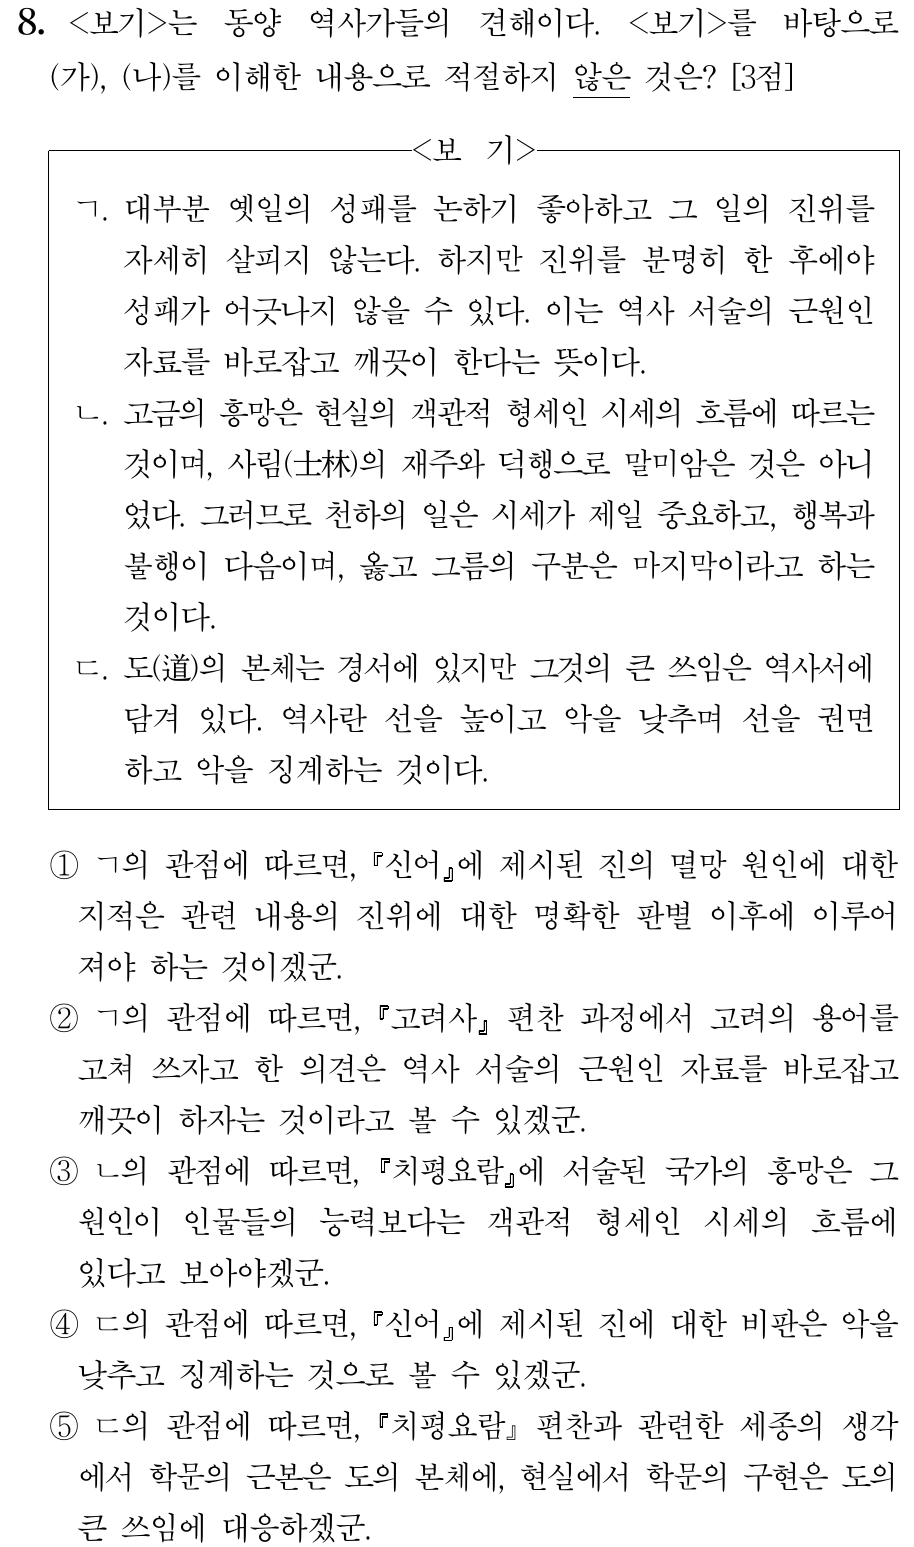 8. <보기>는 동양 역사가들의 견해이다. <보기>를 바탕으로
(가), (나)를 이해한 내용으로 적절하지 않은 것은? [3점]
<보 기>
ㄱ. 대부분 옛일의 성패를 논하기 좋아하고 그 일의 진위를
자세히 살피지 않는다. 하지만 진위를 분명히 한 후에야
성패가 어긋나지 않을 수 있다. 이는 역사 서술의 근원인
자료를 바로잡고 깨끗이 한다는 뜻이다.
ㄴ. 고금의 흥망은 현실의 객관적 형세인 시세의 흐름에 따르는
것이며, 사림(士林)의 재주와 덕행으로 말미암은 것은 아니
었다. 그러므로 천하의 일은 시세가 제일 중요하고, 행복과
불행이 다음이며, 옳고 그름의 구분은 마지막이라고 하는
것이다.
ㄷ. 도(道)의 본체는 경서에 있지만 그것의 큰 쓰임은 역사서에
담겨 있다. 역사란 선을 높이고 악을 낮추며 선을 권면
하고 악을 징계하는 것이다.
① ㄱ의 관점에 따르면, 『신어』에 제시된 진의 멸망 원인에 대한
지적은 관련 내용의 진위에 대한 명확한 판별 이후에 이루어
져야 하는 것이겠군.
② ㄱ의 관점에 따르면, 『고려사』 편찬 과정에서 고려의 용어를
고쳐 쓰자고 한 의견은 역사 서술의 근원인 자료를 바로잡고
깨끗이 하자는 것이라고 볼 수 있겠군.
③ ㄴ의 관점에 따르면, 『치평요람』에 서술된 국가의 흥망은 그
원인이 인물들의 능력보다는 객관적 형세인 시세의 흐름에
있다고 보아야겠군.
④ ㄷ의 관점에 따르면, 『신어』에 제시된 진에 대한 비판은 악을
낮추고 징계하는 것으로 볼 수 있겠군.
⑤ ㄷ의 관점에 따르면, 『치평요람』 편찬과 관련한 세종의 생각
에서 학문의 근본은 도의 본체에, 현실에서 학문의 구현은 도의
큰 쓰임에 대응하겠군.